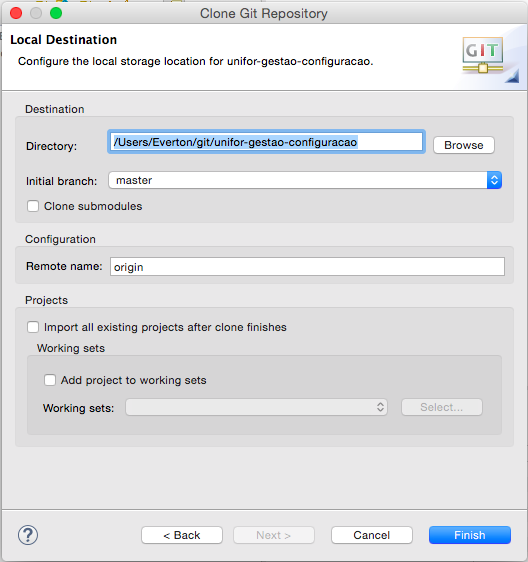 Clone Git Repository
Local Destination
Configure the local storage location for unifor-gestao-configuracao.
GIT
Destination
Directory: /Users/Everton/git/unifor-gestao-configuracao Browse
Initial branch: master
Clone submodules
Configuration
Remote name: origin
Projects
Import all existing projects after clone finishes
Working sets
Add project to working sets
Working sets: Select...
? < Back Next > Cancel Finish